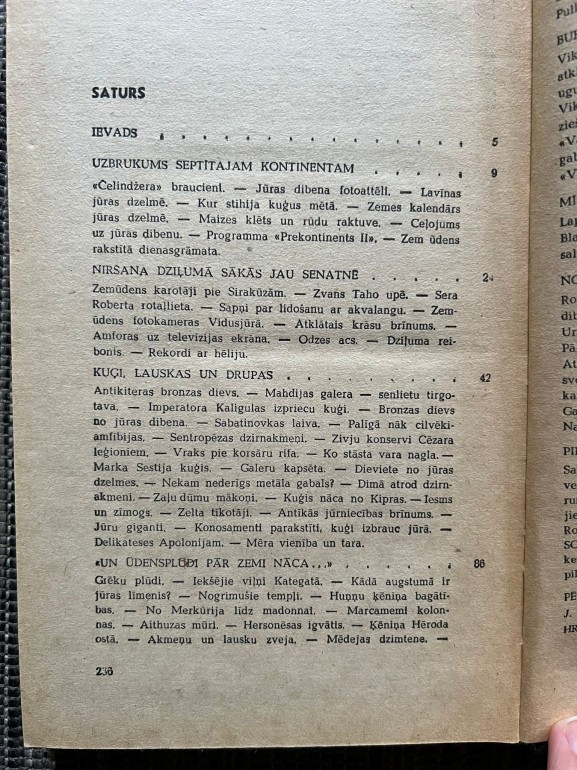 SATURS
IEVADS . . . . . . . . . . . . . . . . 5
UZBRUKUMS SEPTĪTAJAM KONTINENTAM . . . . 9
«Čelindžera» braucieni. — Jūras dibena fotoattēli. — Lavīnas
jūras dzelmē. — Kur stihija kuģus mētā. — Zemes kalendārs
jūras dzelmē. — Maizes klēts un rūdu raktuve. — Ceļojums
uz jūras dibenu. — Programma «Prekontinents II». — Zem ūdens
rakstītā dienasgrāmata.
NIRŠANA DZIĻUMĀ SĀKĀS JAU SENATNĒ . . . . . 24
Zemūdens karotāji pie Sirakūzām. — Zvans Taho upē. — Sera
Roberta rotaļlieta. — Sapņi par lidošanu ar akvalangu. — Zem-
ūdens fotokameras Vidusjūrā. — Atklātais krāsu brīnums. —
Amforas uz televīzijas ekrāna. — Odzes acs. — Dziļuma rei-
bonis. — Rekordi ar hēliju.
KUĢI, LAUSKAS UN DRUPAS . . . . . . . . . 42
Antikiteras bronzas dievs. — Mahdijas galera — senlietu tirgo-
tava. — Imperatora Kaligulas izpriecu kuģi. — Bronzas dievs
no jūras dibena. — Sabatinovkas laiva. — Palīgā nāk cilvēki-
amfībijas. — Sentropēzas dzirnakmeņi. — Zivju konservi Cēzara
leģioniem. — Vraks pie korsāru rifa. — Ko stāsta vara nagla. —
Marka Sestija kuģis. — Galeru kapsēta. — Dieviete no jūras
dzelmes. — Nekam nederīgs metāla gabals? — Dimā atrod dzirn-
akmeni. — Zaļu dūmu mākoņi. — Kuģis nāca no Kipras. — Iesms
un zīmogs. — Zelta tīkotāji. — Antīkās jūrniecības brīnums. —
Jūru giganti. — Konosamenti parakstīti, kuģi izbrauc jūrā. —
Delikateses Apolonijam. — Mēra vienība un tara.
«UN ŪDENSPLŪDI PĀR ZEMI NĀCA...» . . . . . . 86
Grēku plūdi. — Iekšējie viļņi Kategatā. — Kādā augstumā ir
jūras līmenis? — Nogrimušie tempļi. — Huņņu ķēniņa bagātī-
bas. — No Merkūrija līdz madonnai. — Marcamemi kolon-
nas. — Aithuzas mūri. — Hersonēsas igvātis. — Ķēniņa Hēroda
ostā. — Akmeņu un lausku zveja. — Mēdejas dzimtene. —
236